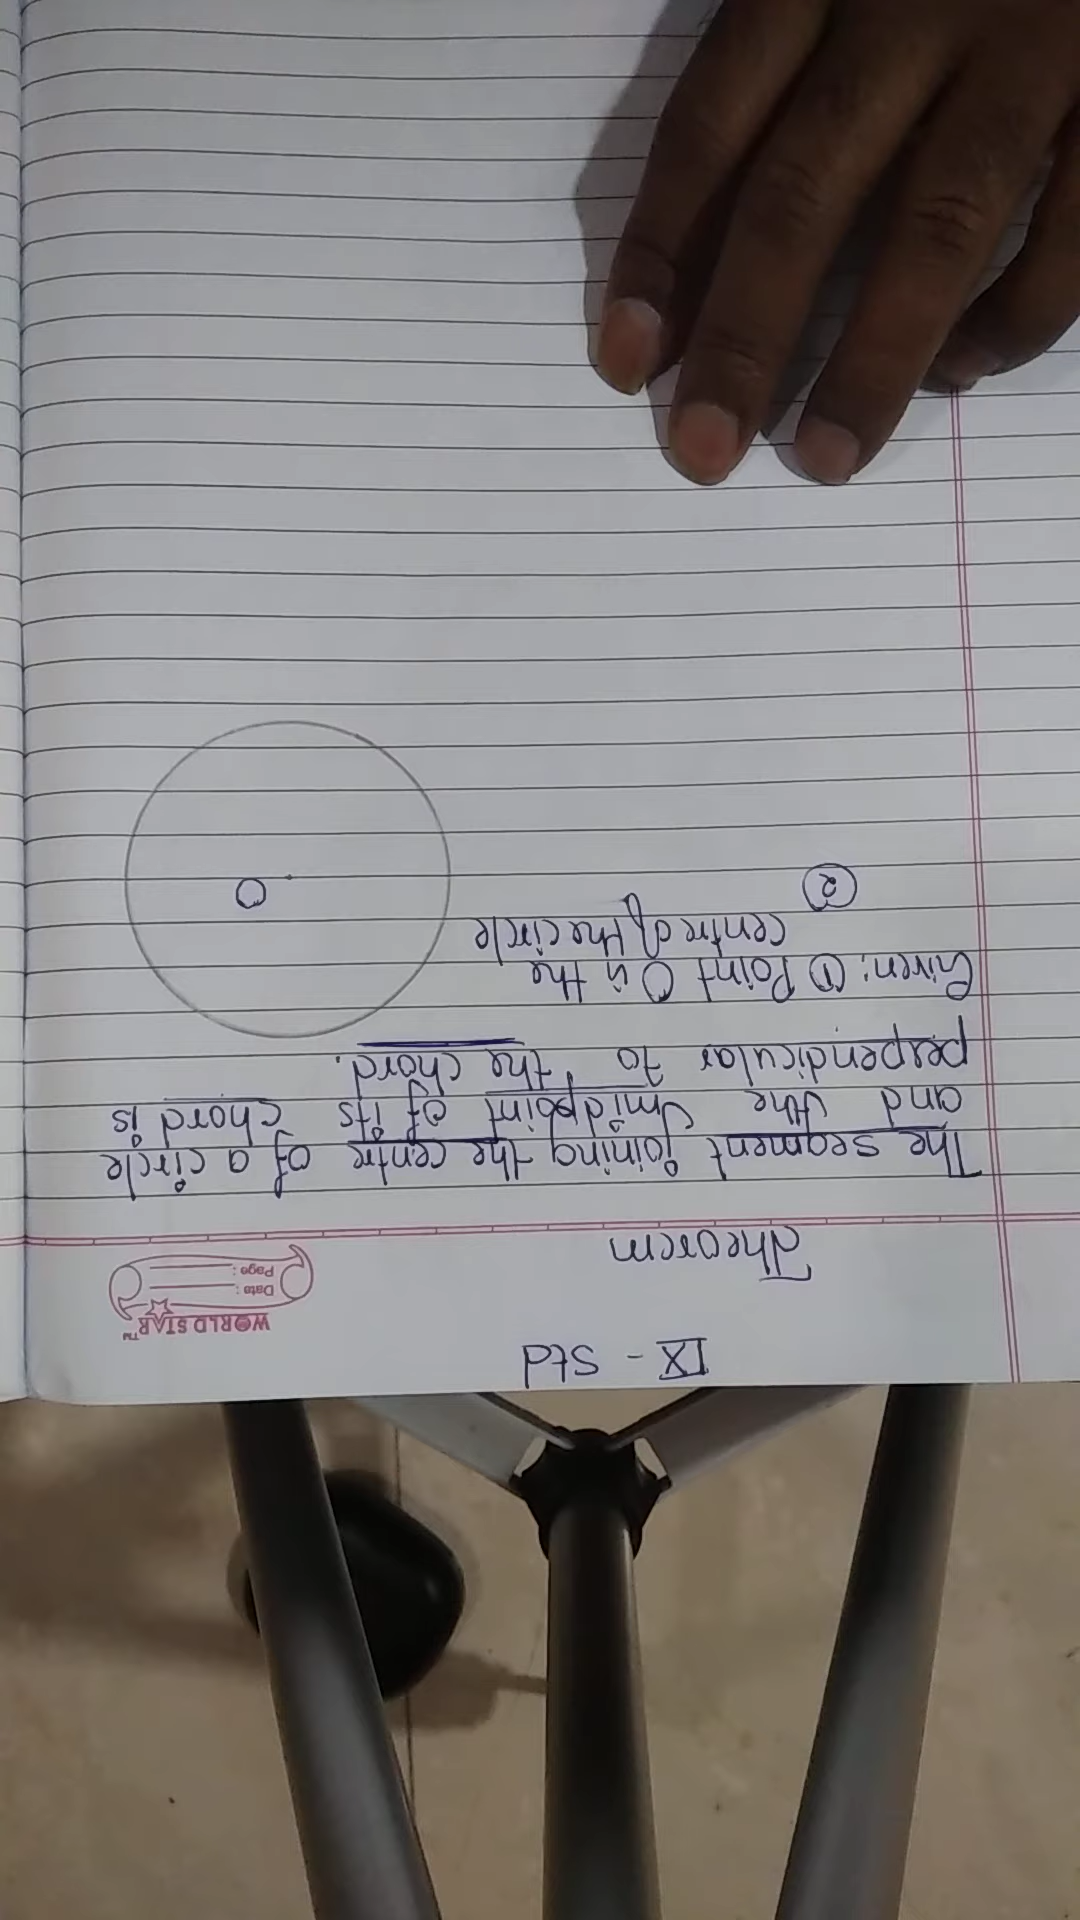 IX - Std
WORLD STAR™
Date :
Page :
Theorem
The segment joining the centre of a circle
and the midpoint of its chord is
perpendicular to the chord.
Given: ① Point O is the
centre of the circle
②
O